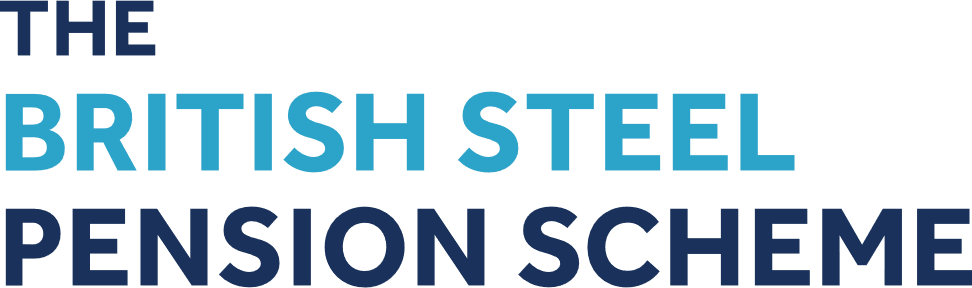 THE
BRITISH STEEL
PENSION SCHEME